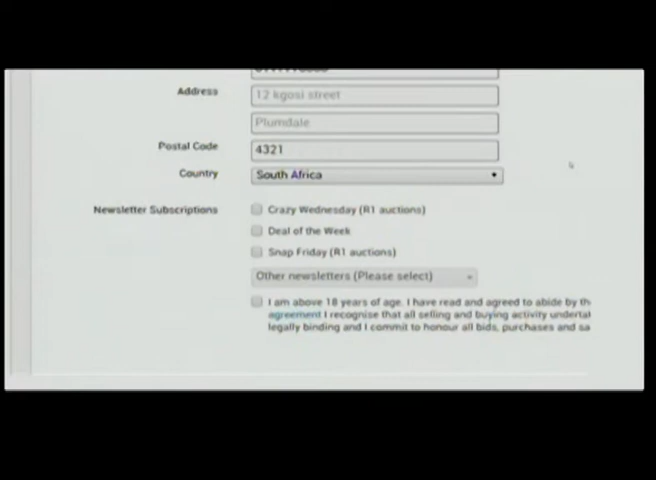 Address
12 kgosi street
Plumdale
Postal Code
4321
Country
South Africa
Newsletter Subscriptions
Crazy Wednesday (R1 auctions)
Deal of the Week
Snap Friday (R1 auctions)
Other newsletters (Please select)
I am above 18 years of age. I have read and agreed to abide by th
agreement I recognise that all selling and buying activity undertal
legally binding and I commit to honour all bids, purchases and sa